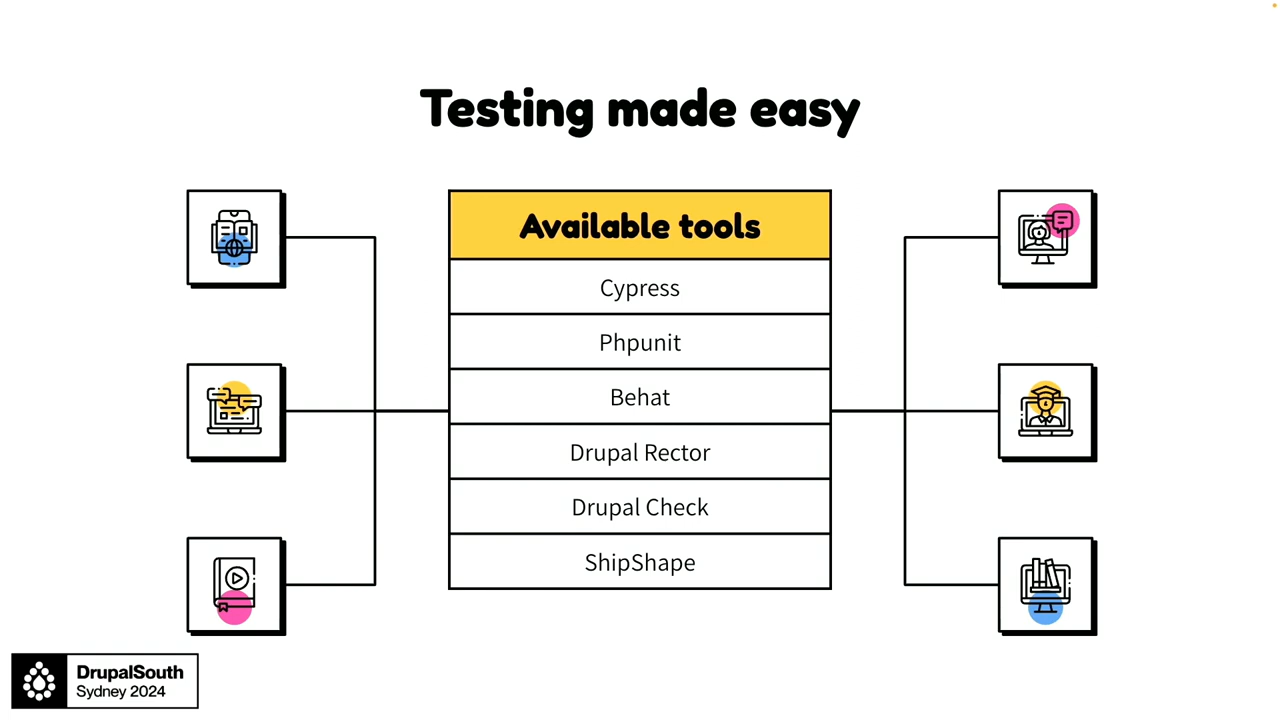 Testing made easy
Available tools
Cypress
Phpunit
Behat
Drupal Rector
Drupal Check
ShipShape
DrupalSouth
Sydney 2024